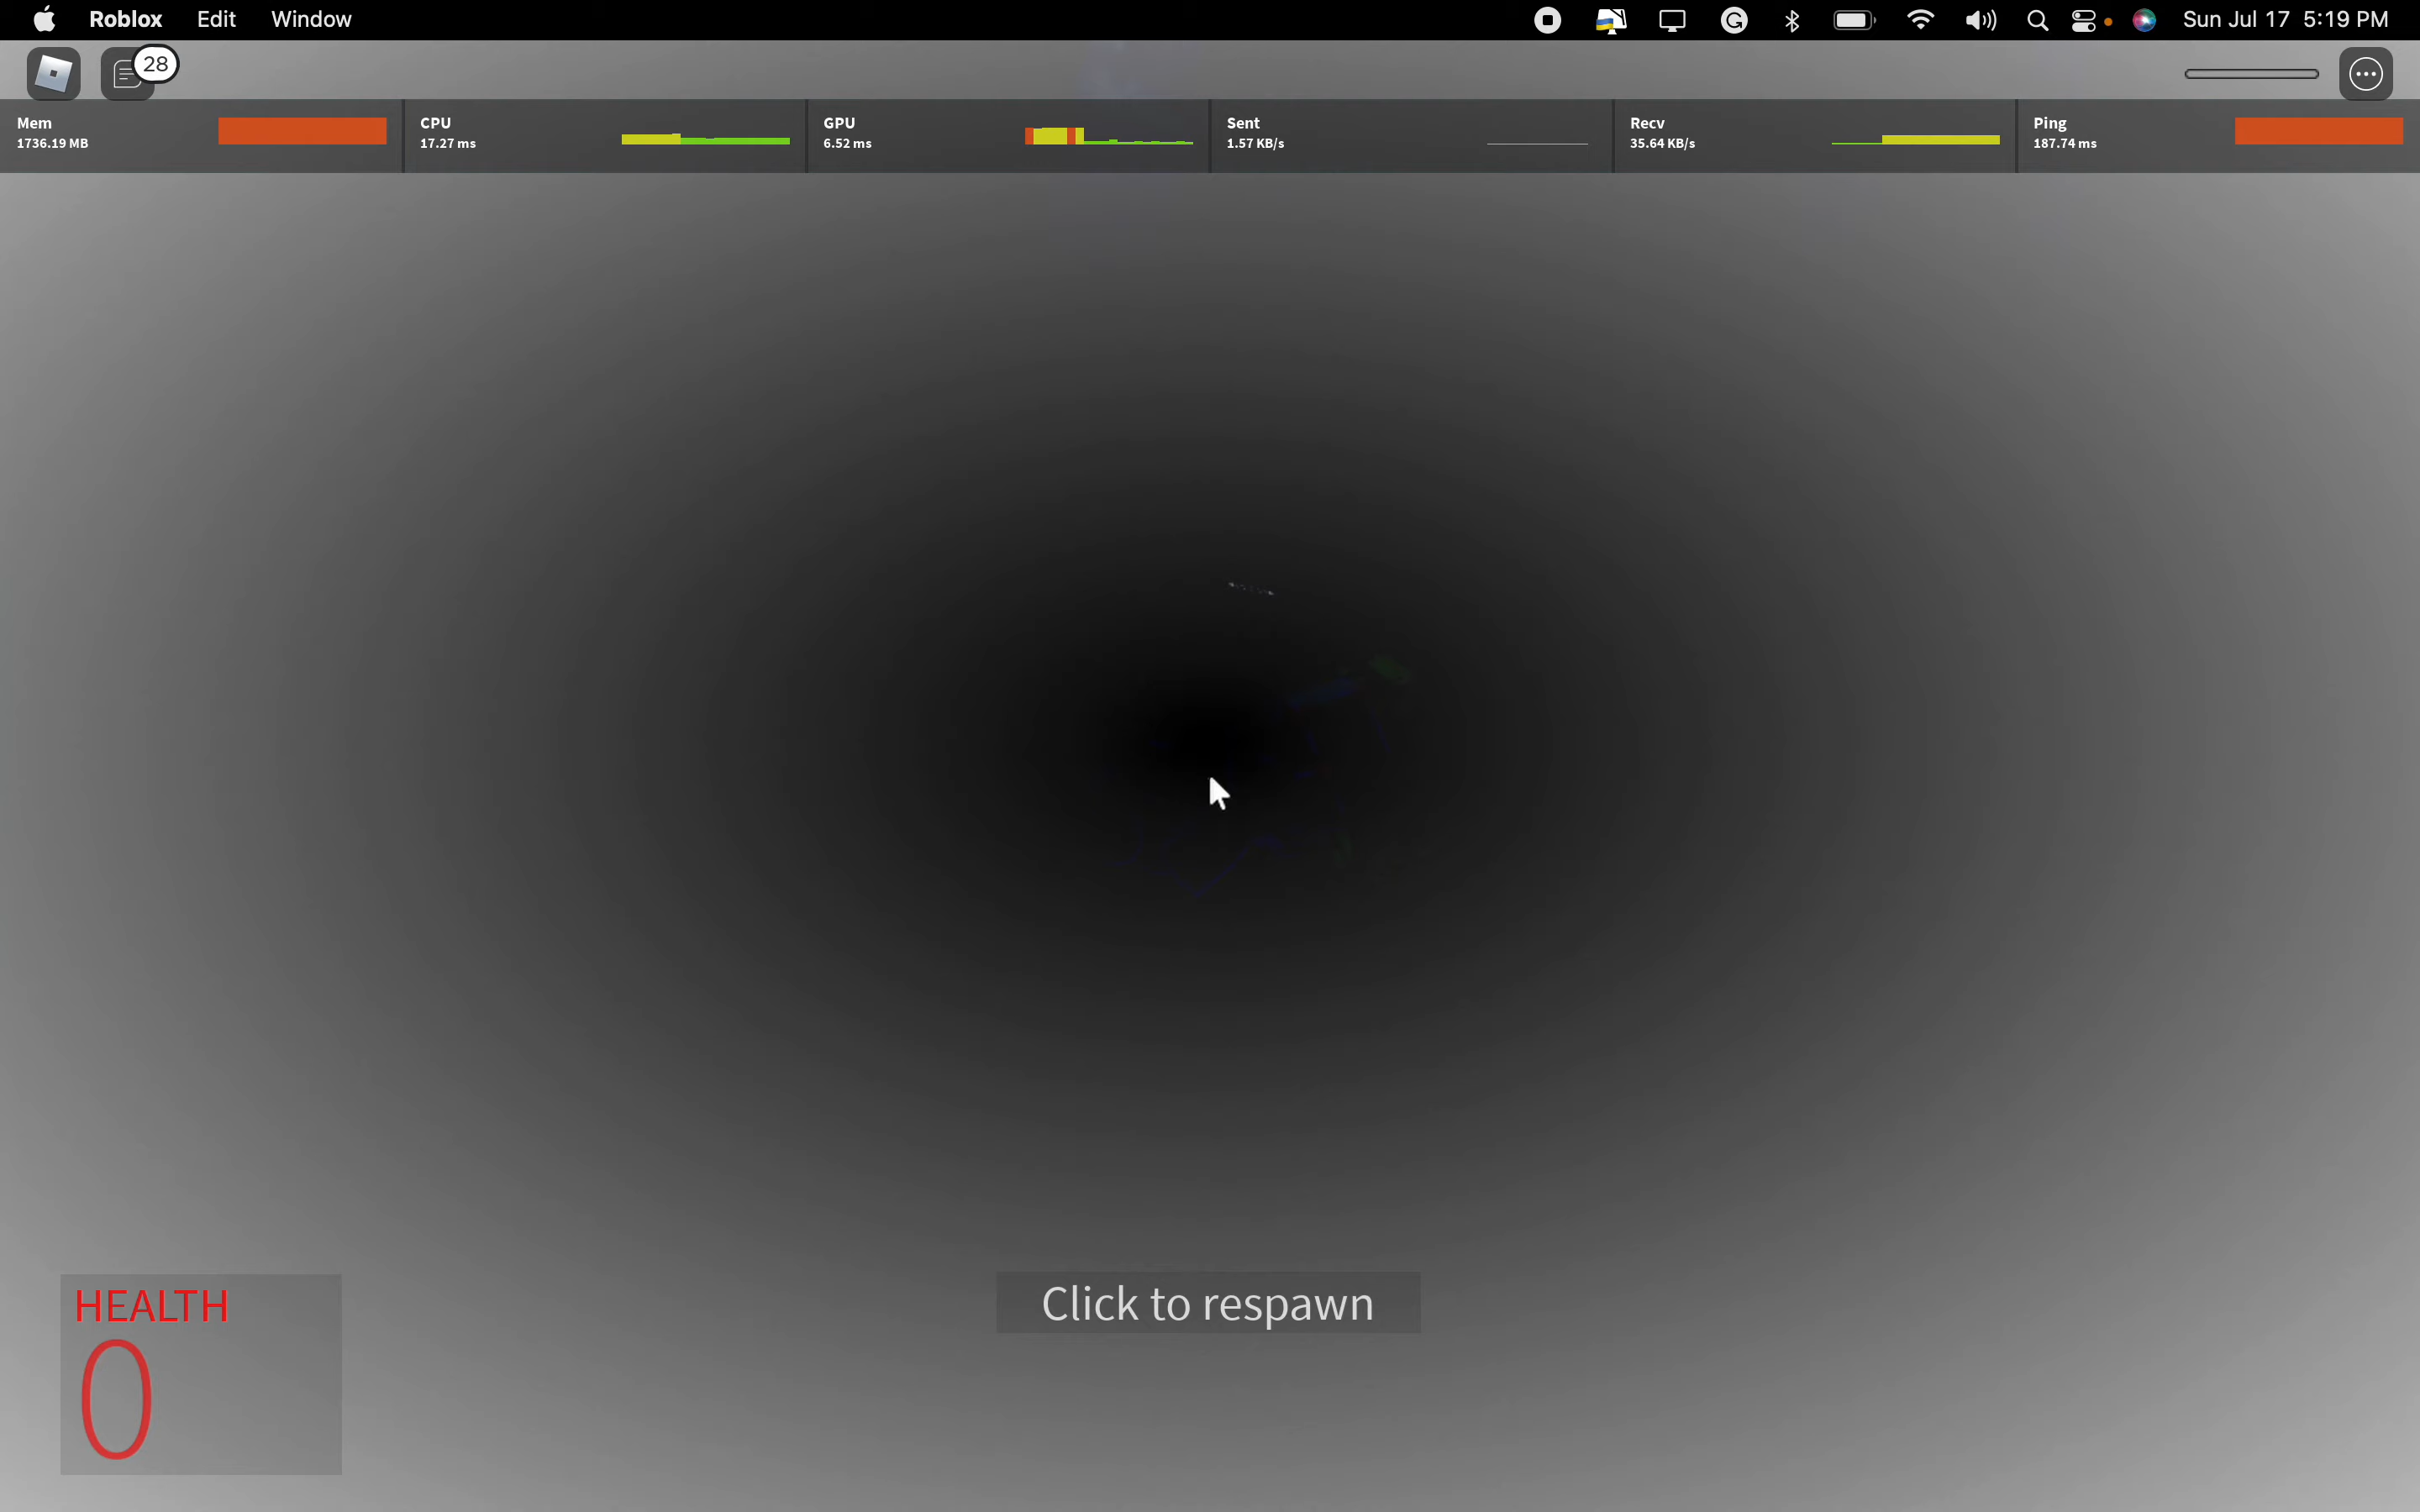 Roblox Edit Window Sun Jul 17 5:19 PM
28
Mem
1736.19 MB
CPU
17.27 ms
GPU
6.52 ms
Sent
1.57 KB/s
Recv
35.64 KB/s
Ping
187.74 ms
Click to respawn
HEALTH
0